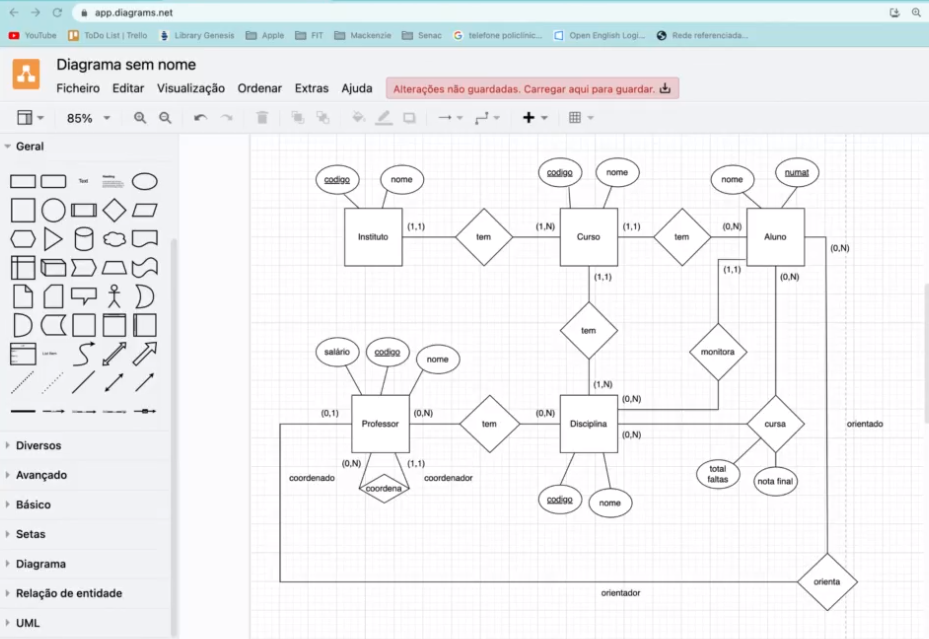 app.diagrams.net
YouTube
ToDo List | Trello
Library Genesis
Apple
FIT
Mackenzie
Senac
telefone policlínic...
Open English Logi...
Rede referenciada...
Diagrama sem nome
Ficheiro
Editar
Visualização
Ordenar
Extras
Ajuda
Alterações não guardadas. Carregar aqui para guardar.
85%
Geral
Text
Heading
List Item
Diversos
Avançado
Básico
Setas
Diagrama
Relação de entidade
UML
codigo
nome
codigo
nome
nome
numat
Instituto
(1,1)
tem
(1,N)
Curso
(1,1)
tem
(0,N)
Aluno
(0,N)
(1,1)
(1,1)
(0,N)
tem
monitora
salário
codigo
nome
(1,N)
(0,N)
(0,1)
Professor
(0,N)
tem
(0,N)
Disciplina
(0,N)
cursa
orientado
(0,N)
(1,1)
coordenado
coordena
coordenador
total
faltas
nota final
codigo
nome
orienta
orientador